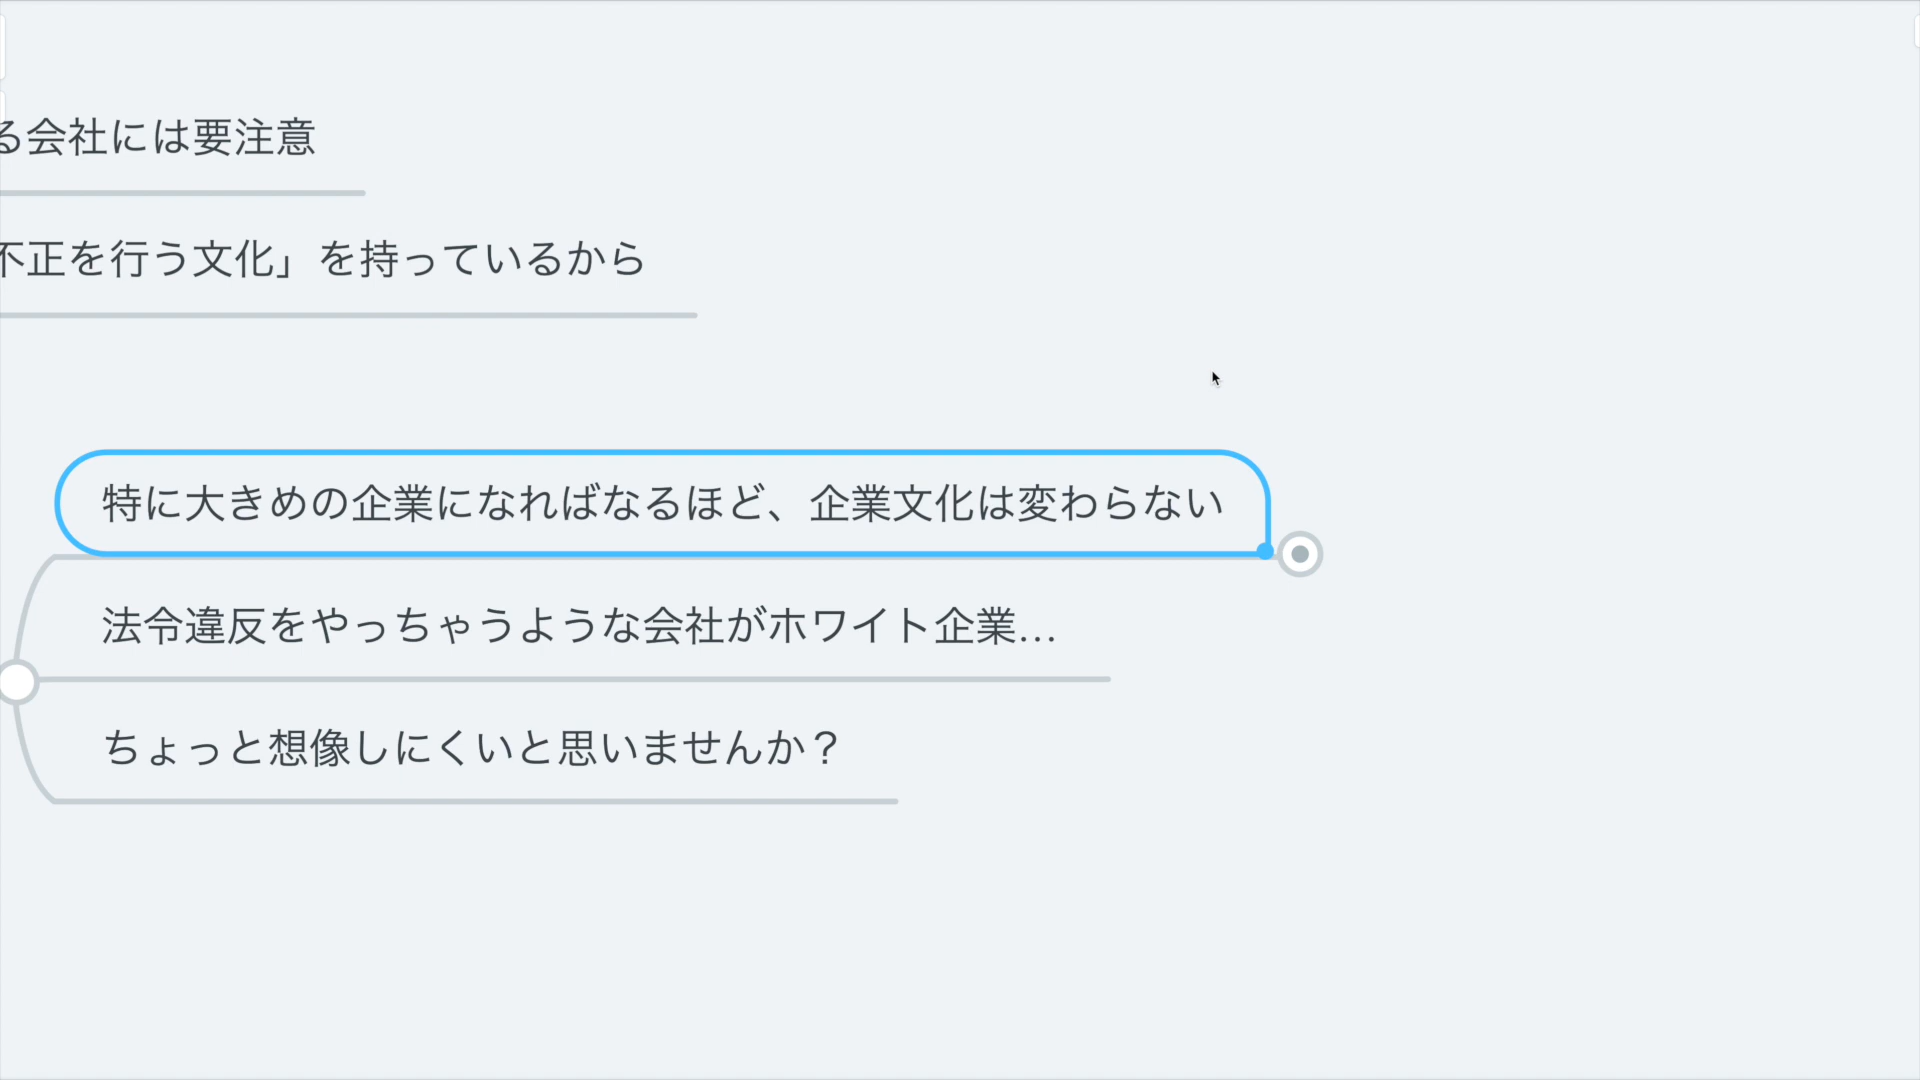 る会社には要注意
不正を行う文化」を持っているから
特に大きめの企業になればなるほど、企業文化は変わらない
法令違反をやっちゃうような会社がホワイト企業…
ちょっと想像しにくいと思いませんか？